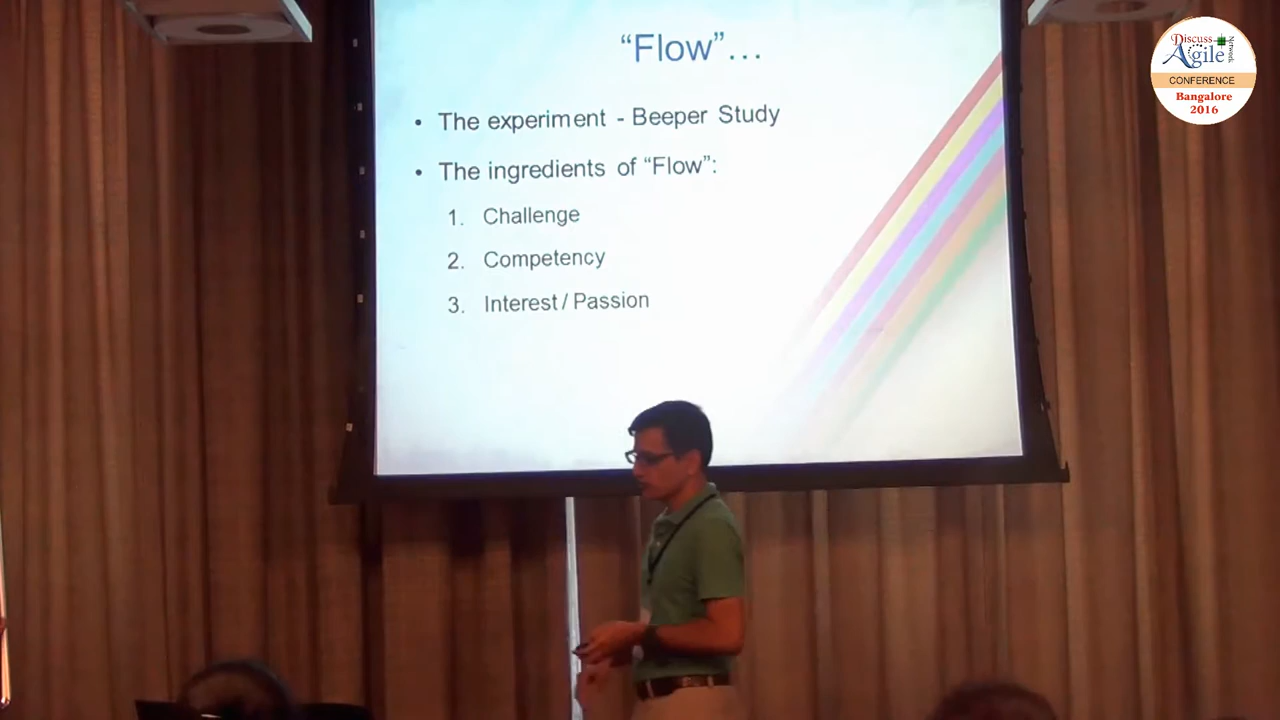 “Flow”…
• The experiment - Beeper Study
• The ingredients of “Flow”:
1. Challenge
2. Competency
3. Interest / Passion
Discuss
Agile
Network
CONFERENCE
Bangalore
2016